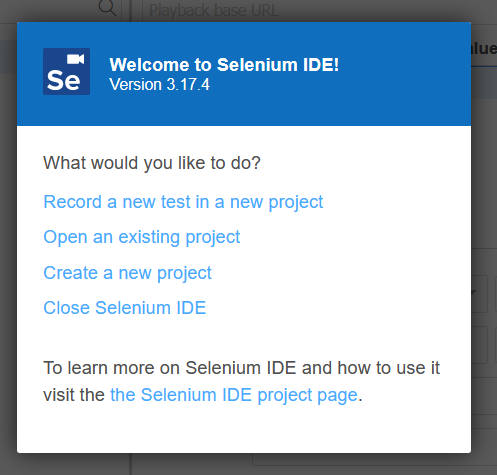 Playback base URL
Se
Welcome to Selenium IDE!
Version 3.17.4
What would you like to do?
Record a new test in a new project
Open an existing project
Create a new project
Close Selenium IDE
To learn more on Selenium IDE and how to use it
visit the the Selenium IDE project page.